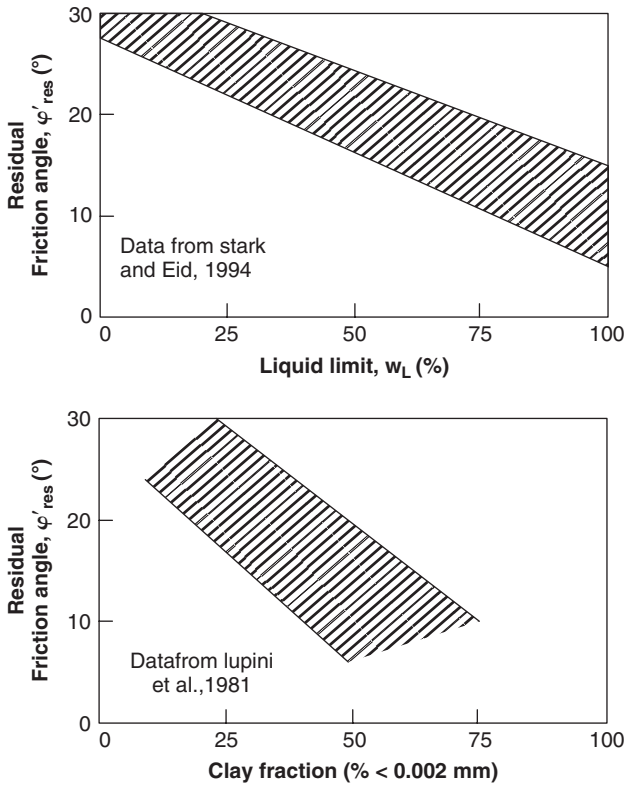 30
20
10
0
Residual
Friction angle, φ′res (°)
Data from stark
and Eid, 1994
0 25 50 75 100
Liquid limit, wL (%)
30
20
10
0
Residual
Friction angle, φ′res (°)
Datafrom lupini
et al.,1981
0 25 50 75 100
Clay fraction (% < 0.002 mm)